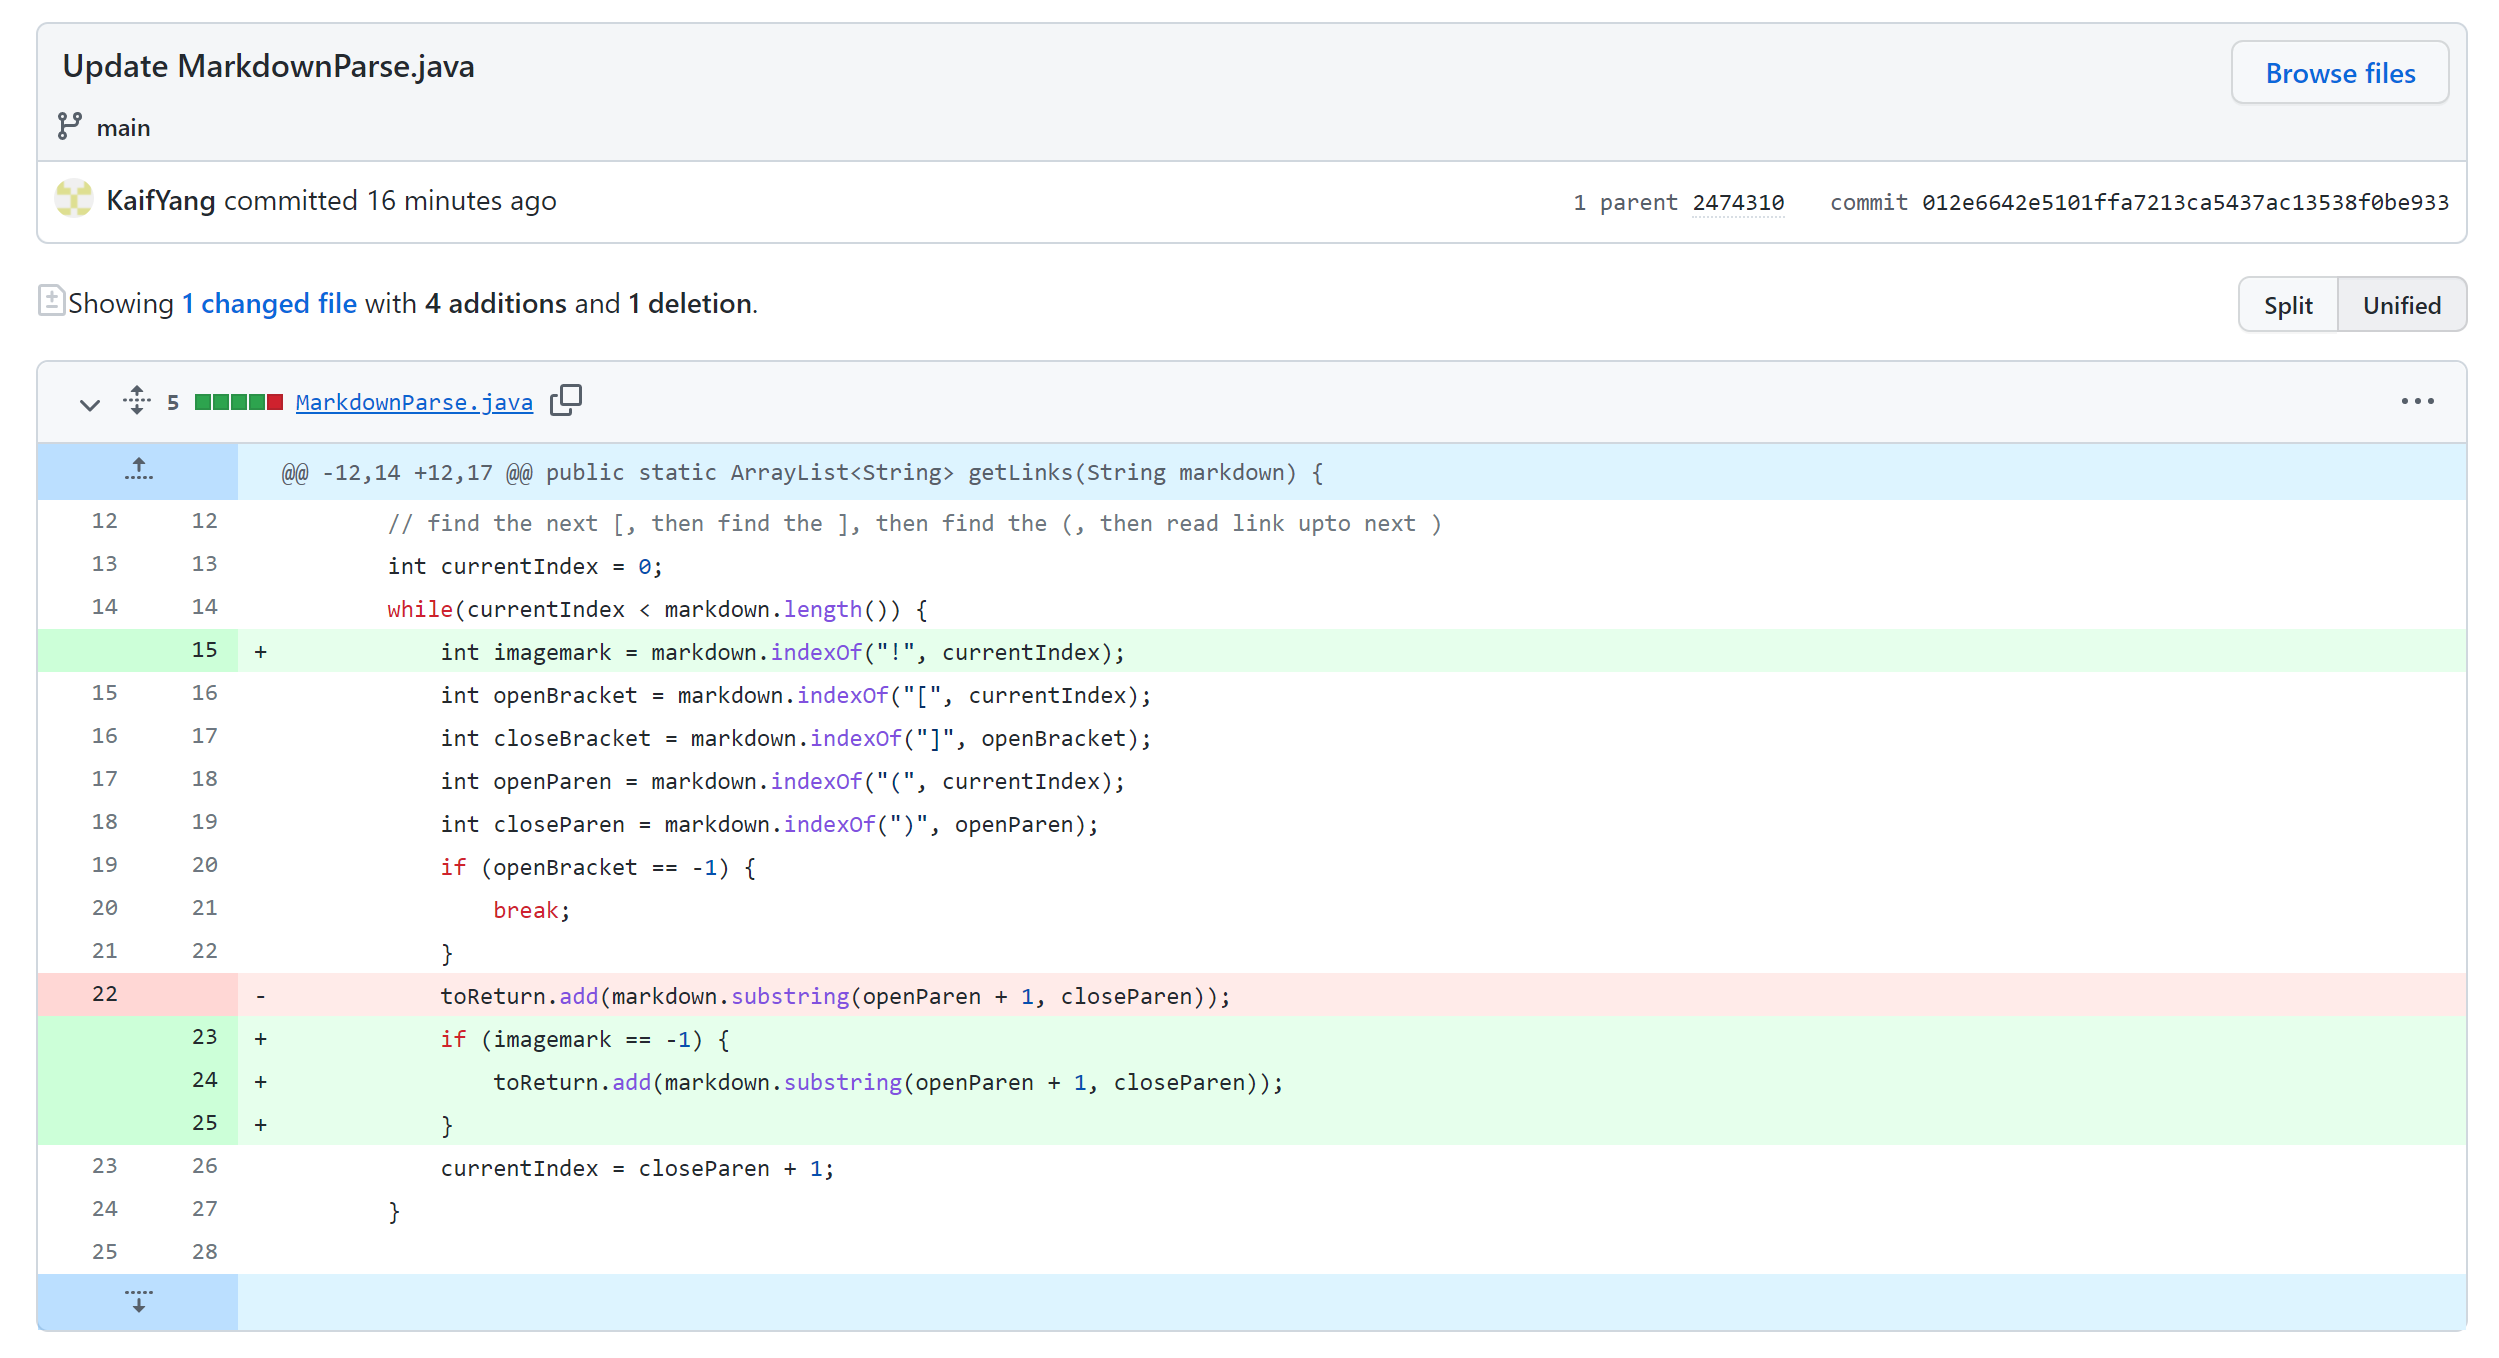 Update MarkdownParse.java
Browse files
main
KaifYang committed 16 minutes ago
1 parent 2474310 commit 012e6642e5101ffa7213ca5437ac13538f0be933
Showing 1 changed file with 4 additions and 1 deletion.
Split Unified
5 MarkdownParse.java
@@ -12,14 +12,17 @@ public static ArrayList<String> getLinks(String markdown) {
12 12 // find the next [, then find the ], then find the (, then read link upto next )
13 13 int currentIndex = 0;
14 14 while(currentIndex < markdown.length()) {
15 + int imagemark = markdown.indexOf("!", currentIndex);
15 16 int openBracket = markdown.indexOf("[", currentIndex);
16 17 int closeBracket = markdown.indexOf("]", openBracket);
17 18 int openParen = markdown.indexOf("(", currentIndex);
18 19 int closeParen = markdown.indexOf(")", openParen);
19 20 if (openBracket == -1) {
20 21 break;
21 22 }
22 - toReturn.add(markdown.substring(openParen + 1, closeParen));
23 + if (imagemark == -1) {
24 + toReturn.add(markdown.substring(openParen + 1, closeParen));
25 + }
23 26 currentIndex = closeParen + 1;
24 27 }
25 28